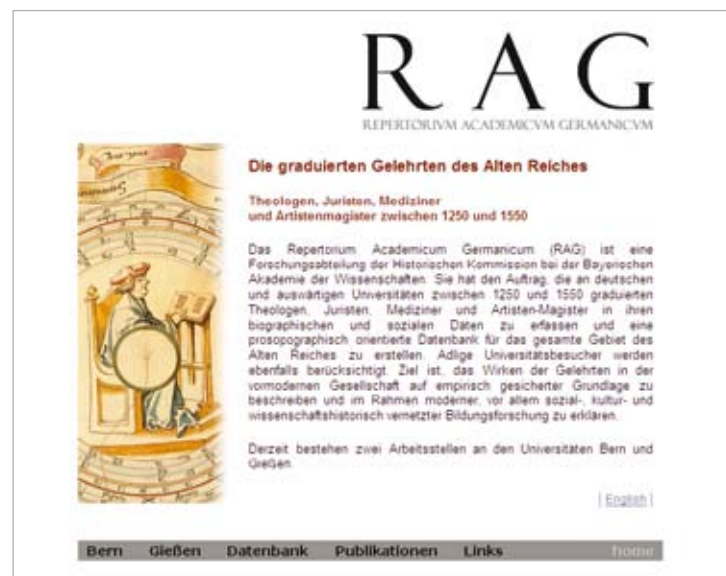 RAG
REPERTORIVM ACADEMICVM GERMANICVM
Die graduierten Gelehrten des Alten Reiches
Theologen, Juristen, Mediziner
und Artistenmagister zwischen 1250 und 1550
Das Repertorium Academicum Germanicum (RAG) ist eine
Forschungsabteilung der Historischen Kommission bei der Bayerischen
Akademie der Wissenschaften. Sie hat den Auftrag, die an deutschen
und auswärtigen Universitäten zwischen 1250 und 1550 graduierten
Theologen, Juristen, Mediziner und Artisten-Magister in ihren
biographischen und sozialen Daten zu erfassen und eine
prosopographisch orientierte Datenbank für das gesamte Gebiet des
Alten Reiches zu erstellen. Adlige Universitätsbesucher werden
ebenfalls berücksichtigt. Ziel ist, das Wirken der Gelehrten in der
vormodernen Gesellschaft auf empirisch gesicherter Grundlage zu
beschreiben und im Rahmen moderner, vor allem sozial-, kultur- und
wissenschaftshistorisch vernetzter Bildungsforschung zu erklären.
Derzeit bestehen zwei Arbeitsstellen an den Universitäten Bern und
Gießen.
| English |
Bern Gießen Datenbank Publikationen Links home